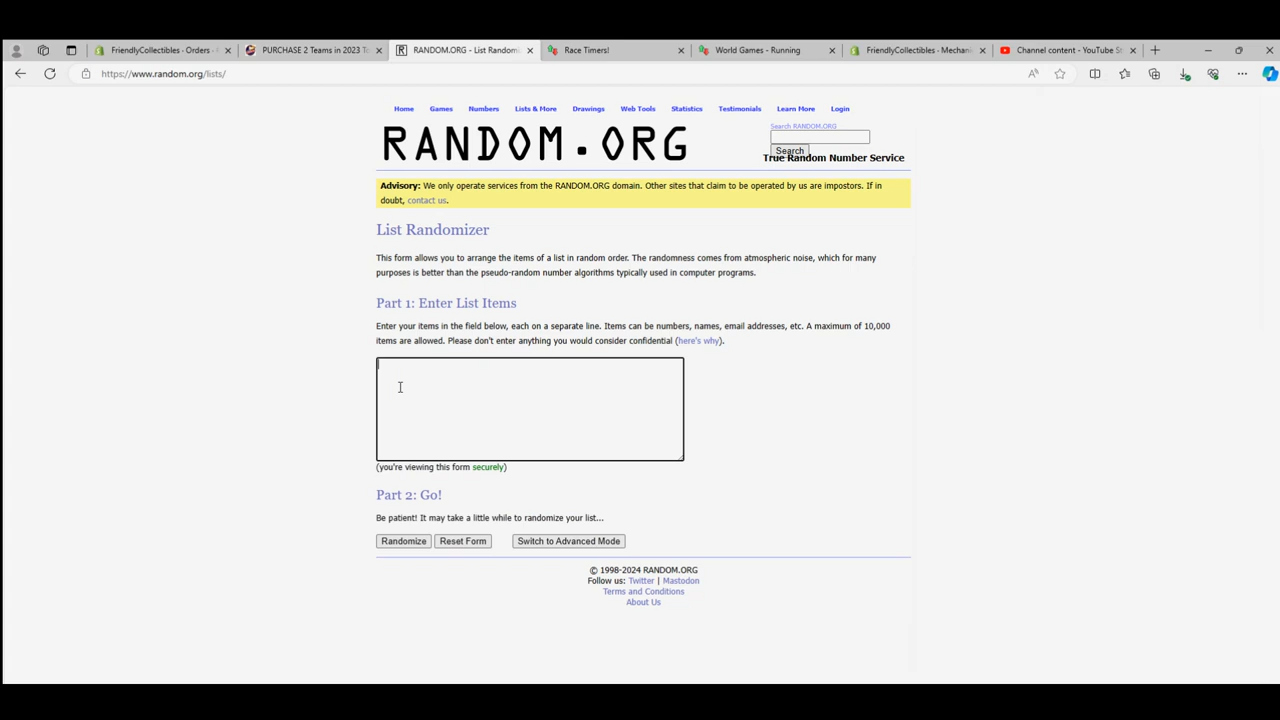 FriendlyCollectibles - Orders -
PURCHASE 2 Teams in 2023 To
RANDOM.ORG - List Randomi
Race Timers!
World Games - Running
FriendlyCollectibles - Mechani
Channel content - YouTube St
https://www.random.org/lists/
Home Games Numbers Lists & More Drawings Web Tools Statistics Testimonials Learn More Login
RANDOM.ORG
Search RANDOM.ORG
Search
True Random Number Service
Advisory: We only operate services from the RANDOM.ORG domain. Other sites that claim to be operated by us are impostors. If in
doubt, contact us.
List Randomizer
This form allows you to arrange the items of a list in random order. The randomness comes from atmospheric noise, which for many
purposes is better than the pseudo-random number algorithms typically used in computer programs.
Part 1: Enter List Items
Enter your items in the field below, each on a separate line. Items can be numbers, names, email addresses, etc. A maximum of 10,000
items are allowed. Please don't enter anything you would consider confidential (here's why).
(you're viewing this form securely)
Part 2: Go!
Be patient! It may take a little while to randomize your list...
Randomize Reset Form Switch to Advanced Mode
© 1998-2024 RANDOM.ORG
Follow us: Twitter | Mastodon
Terms and Conditions
About Us